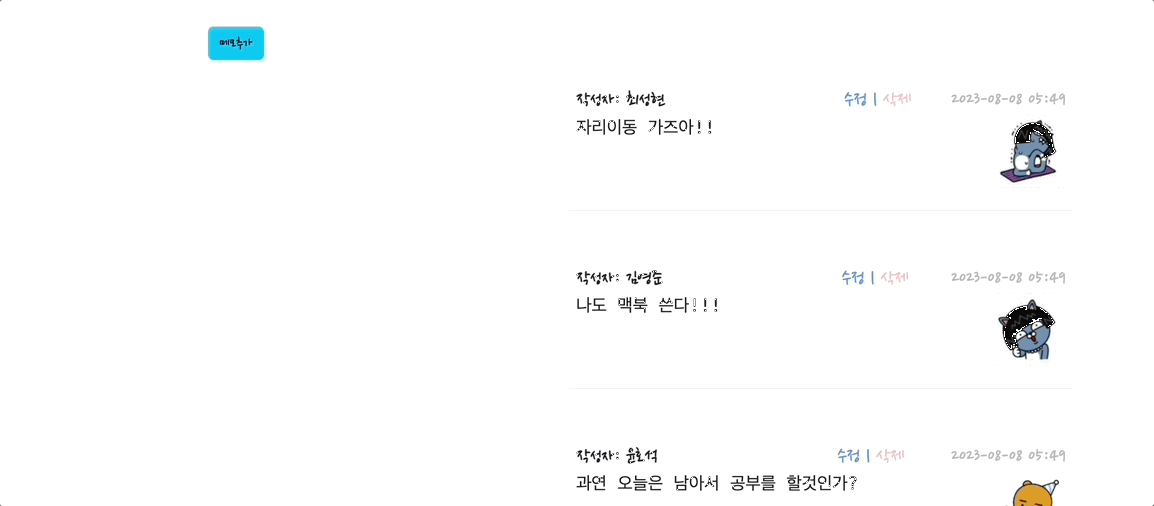 메모추가
작성자: 최성현 수정 | 삭제 2023-08-08 05:49
자리이동 가즈아!!
작성자: 김영준 수정 | 삭제 2023-08-08 05:49
나도 맥북 쓴다!!!
작성자: 윤호석 수정 | 삭제 2023-08-08 05:49
과연 오늘은 남아서 공부를 할것인가?